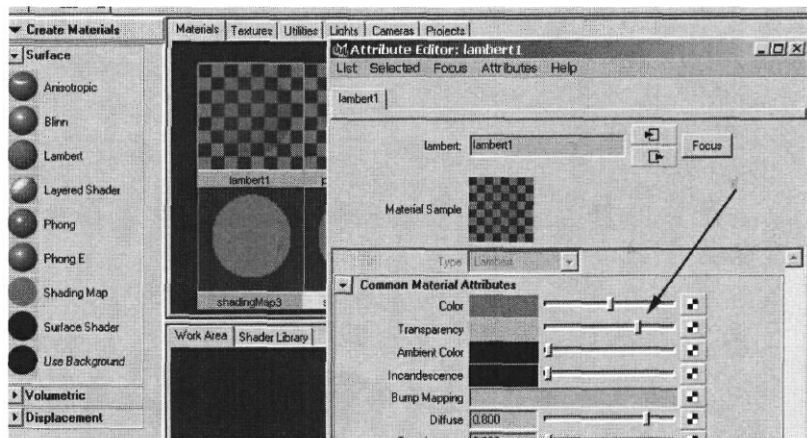 Create Materials
Surface
Anisotropic
Blinn
Lambert
Layered Shader
Phong
Phong E
Shading Map
Surface Shader
Use Background
Volumetric
Displacement
Materials Textures Utilities Lights Cameras Projects
lambert1
shadingMap3
Work Area Shader Library
Attribute Editor: lambert1
List Selected Focus Attributes Help
lambert1
lambert: lambert1 Focus
Material Sample
Type Lambert
Common Material Attributes
Color
Transparency
Ambient Color
Incandescence
Bump Mapping
Diffuse 0.800